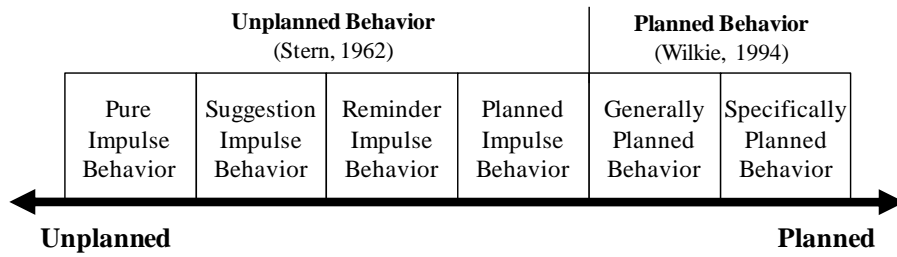 Unplanned Behavior
(Stern, 1962)
Planned Behavior
(Wilkie, 1994)
Pure
Impulse
Behavior
Suggestion
Impulse
Behavior
Reminder
Impulse
Behavior
Planned
Impulse
Behavior
Generally
Planned
Behavior
Specifically
Planned
Behavior
Unplanned
Planned